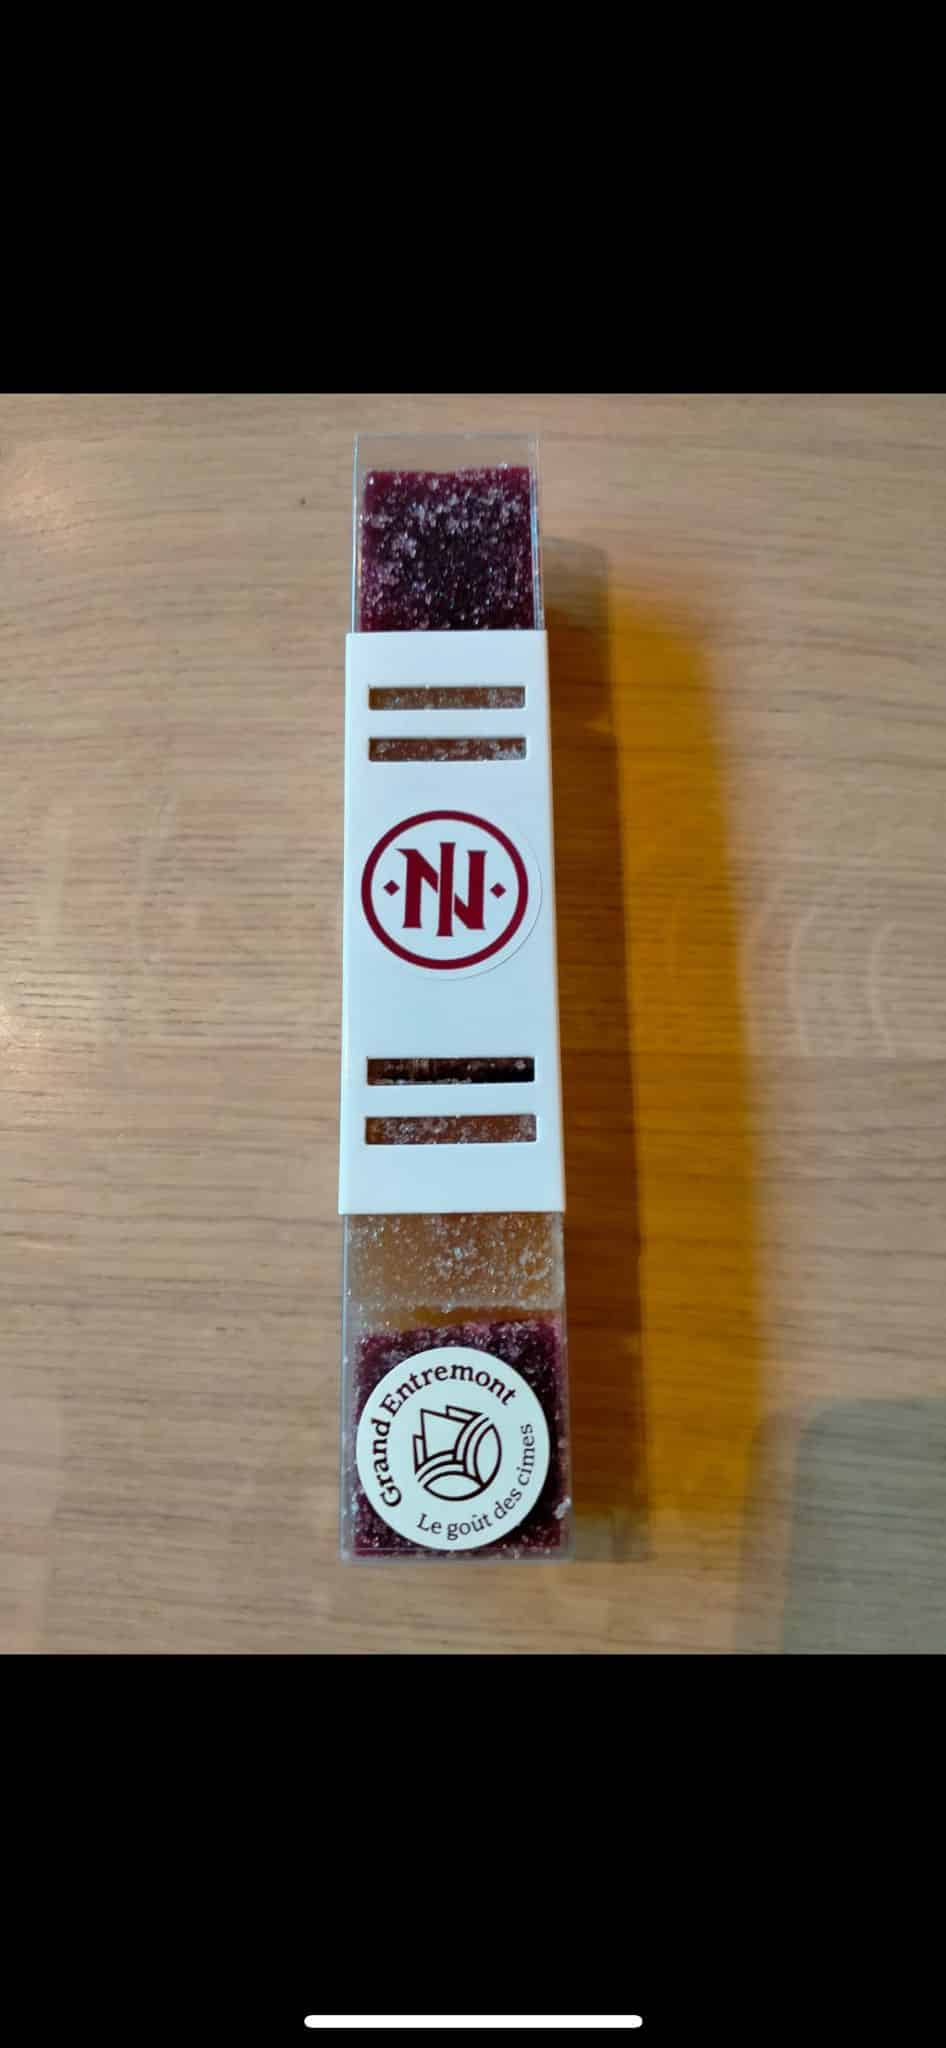 N
Grand Entremont
Le goût des cimes